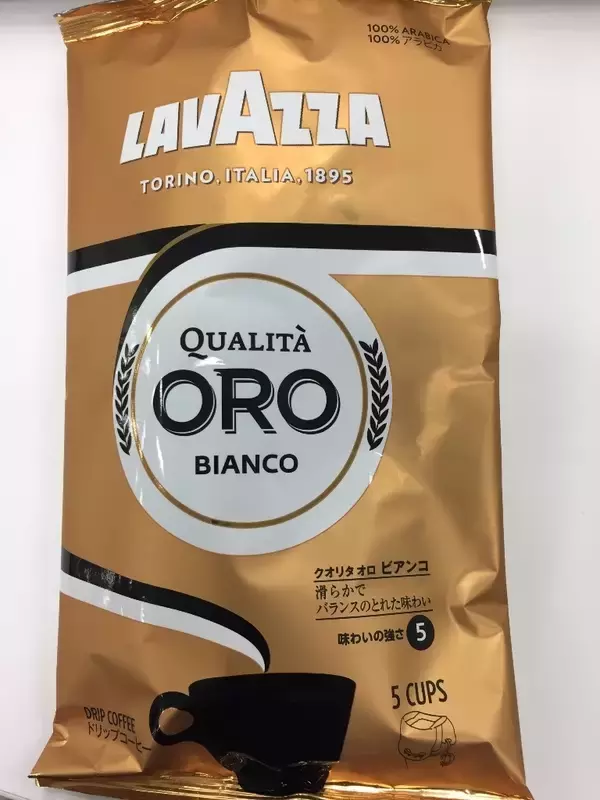 100% ARABICA
100% アラビカ
LAVAZZA
TORINO, ITALIA, 1895
QUALITÀ
ORO
BIANCO
クオリタ オロ ビアンコ
滑らかで
バランスのとれた味わい
味わいの強さ 5
5 CUPS
DRIP COFFEE
ドリップコーヒー